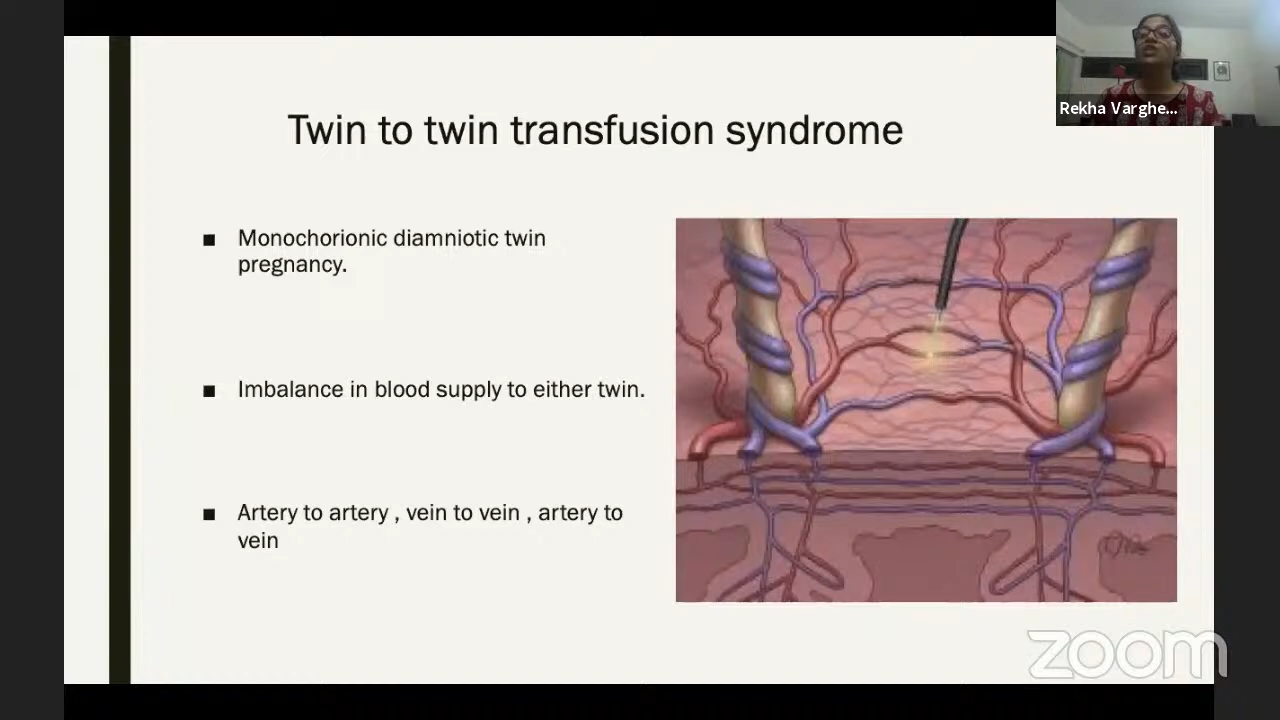 Rekha Varghe...
Twin to twin transfusion syndrome
■ Monochorionic diamniotic twin
pregnancy.
■ Imbalance in blood supply to either twin.
■ Artery to artery , vein to vein , artery to
vein
zoom